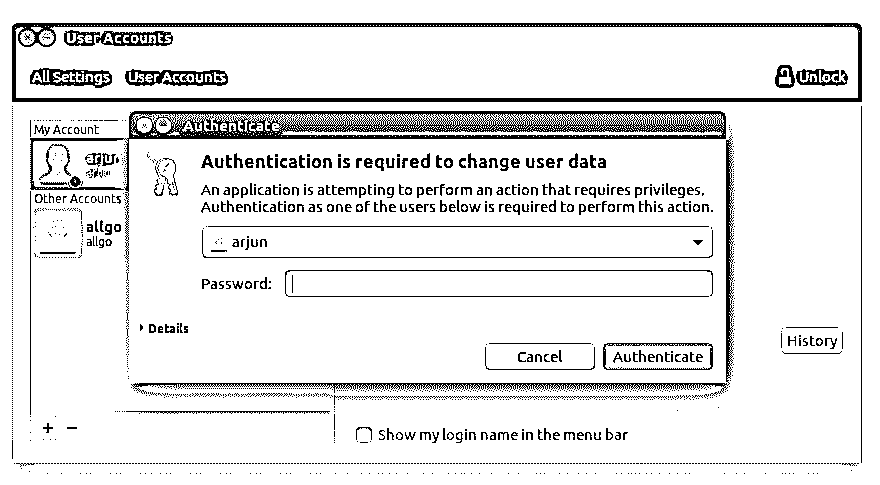 User Accounts
All Settings User Accounts Unlock
My Account
arjun
Other Accounts
allgo
allgo
Authenticate
Authentication is required to change user data
An application is attempting to perform an action that requires privileges.
Authentication as one of the users below is required to perform this action.
arjun
Password:
Details
Cancel Authenticate
History
+ −
Show my login name in the menu bar